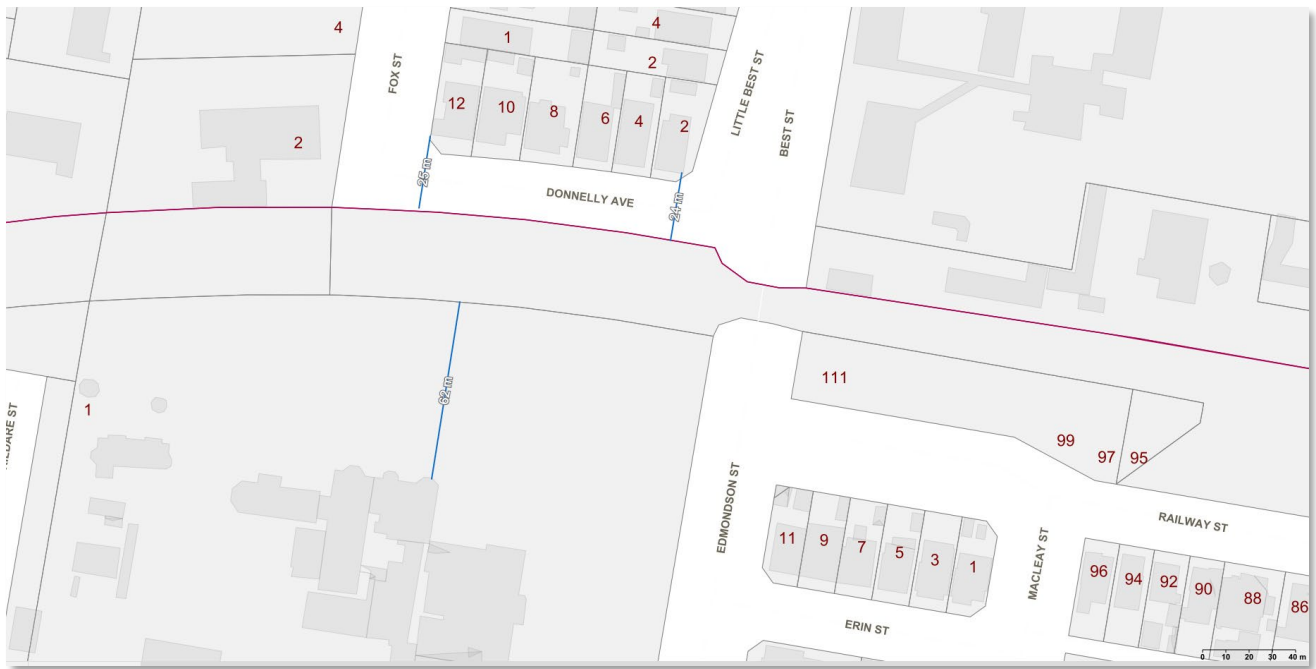 4
1
4
2
FOX ST
LITTLE BEST ST
BEST ST
12
10
8
6
4
2
2
25 m
DONNELLY AVE
24 m
1
62 m
111
99
97
95
EDMONDSON ST
RAILWAY ST
MACLEAY ST
11
9
7
5
3
1
96
94
92
90
88
86
ERIN ST
0 10 20 30 40 m